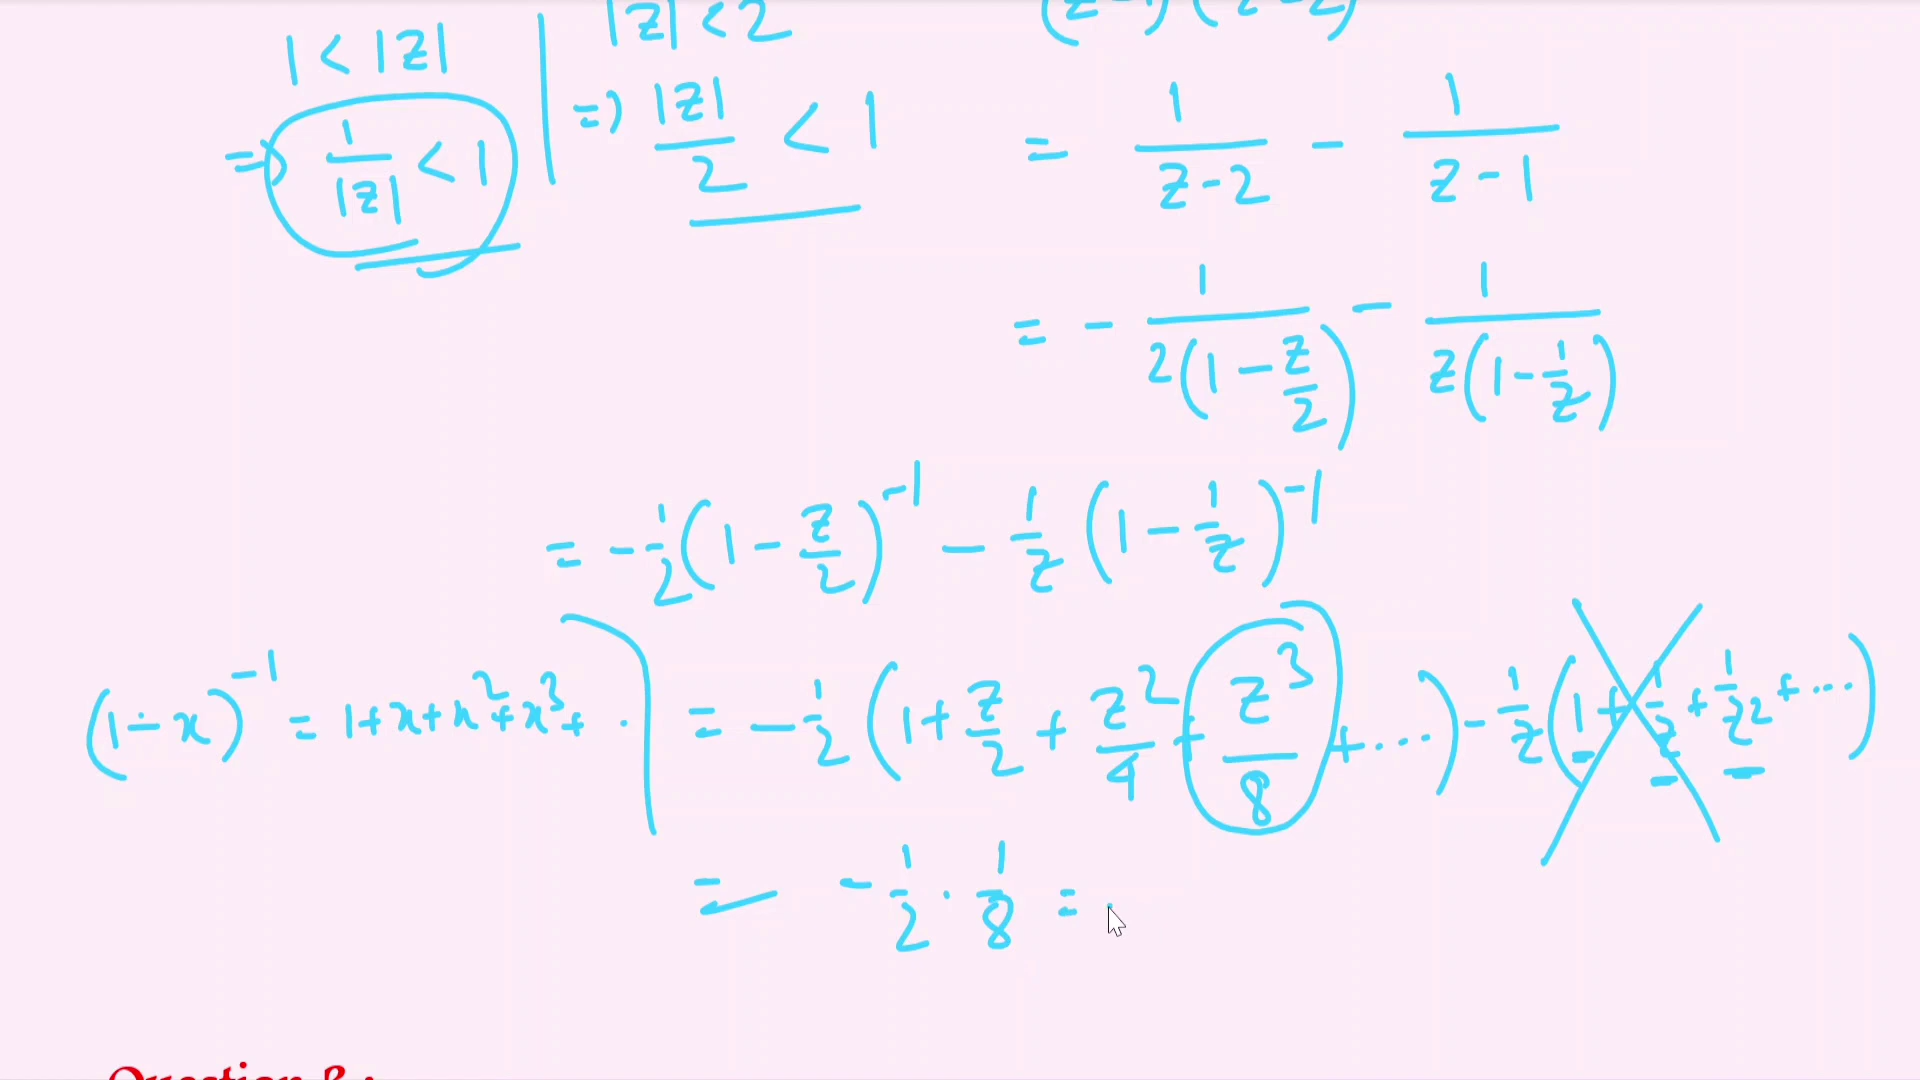 1 < |z|
|z| < 2
=> 1/|z| < 1
=> |z|/2 < 1
= 1/(z-2) - 1/(z-1)
= - 1/(2(1 - z/2)) - 1/(z(1 - 1/z))
= -1/2 (1 - z/2)^-1 - 1/z (1 - 1/z)^-1
(1-x)^-1 = 1+x+x^2+x^3+ .
= -1/2 (1 + z/2 + z^2/4 + z^3/8 + ....) - 1/z (1 + 1/z + 1/z^2 + ....)
= - 1/2 . 1/8 =